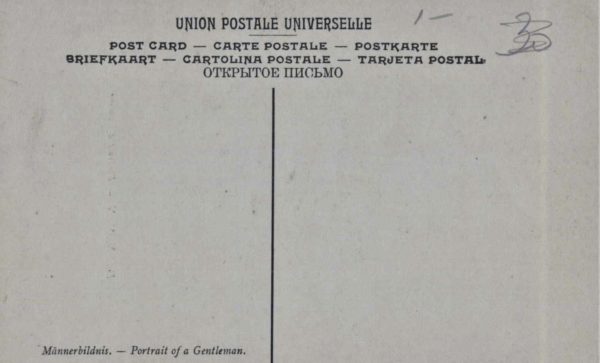 UNION POSTALE UNIVERSELLE
1-
POST CARD — CARTE POSTALE — POSTKARTE
BRIEFKAART — CARTOLINA POSTALE — TARJETA POSTAL
ОТКРЫТОЕ ПИСЬМО
Männerbildnis. — Portrait of a Gentleman.